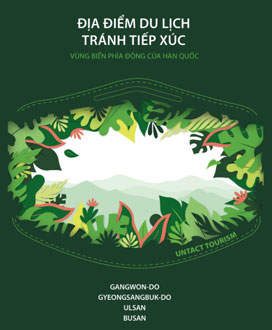 ĐỊA ĐIỂM DU LỊCH
TRÁNH TIẾP XÚC
VÙNG BIỂN PHÍA ĐÔNG CỦA HÀN QUỐC
UNTACT TOURISM
GANGWON-DO
GYEONGSANGBUK-DO
ULSAN
BUSAN